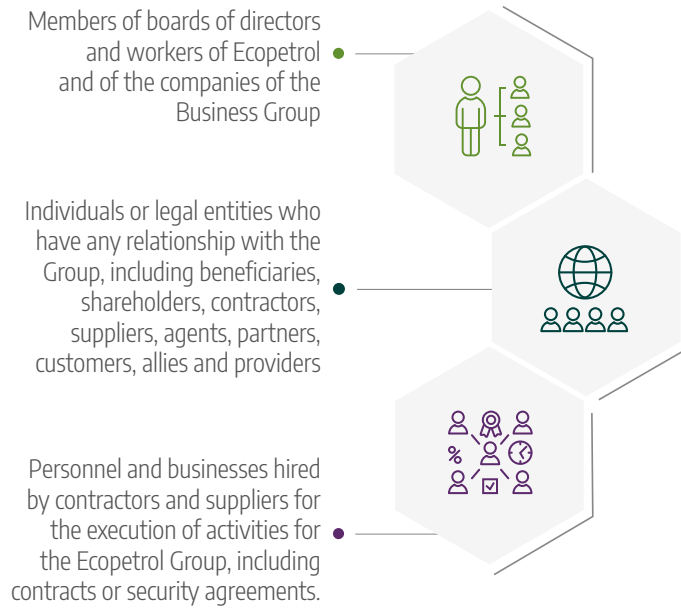 Members of boards of directors
and workers of Ecopetrol
and of the companies of the
Business Group
Individuals or legal entities who
have any relationship with the
Group, including beneficiaries,
shareholders, contractors,
suppliers, agents, partners,
customers, allies and providers
%
Personnel and businesses hired
by contractors and suppliers for
the execution of activities for
the Ecopetrol Group, including
contracts or security agreements.